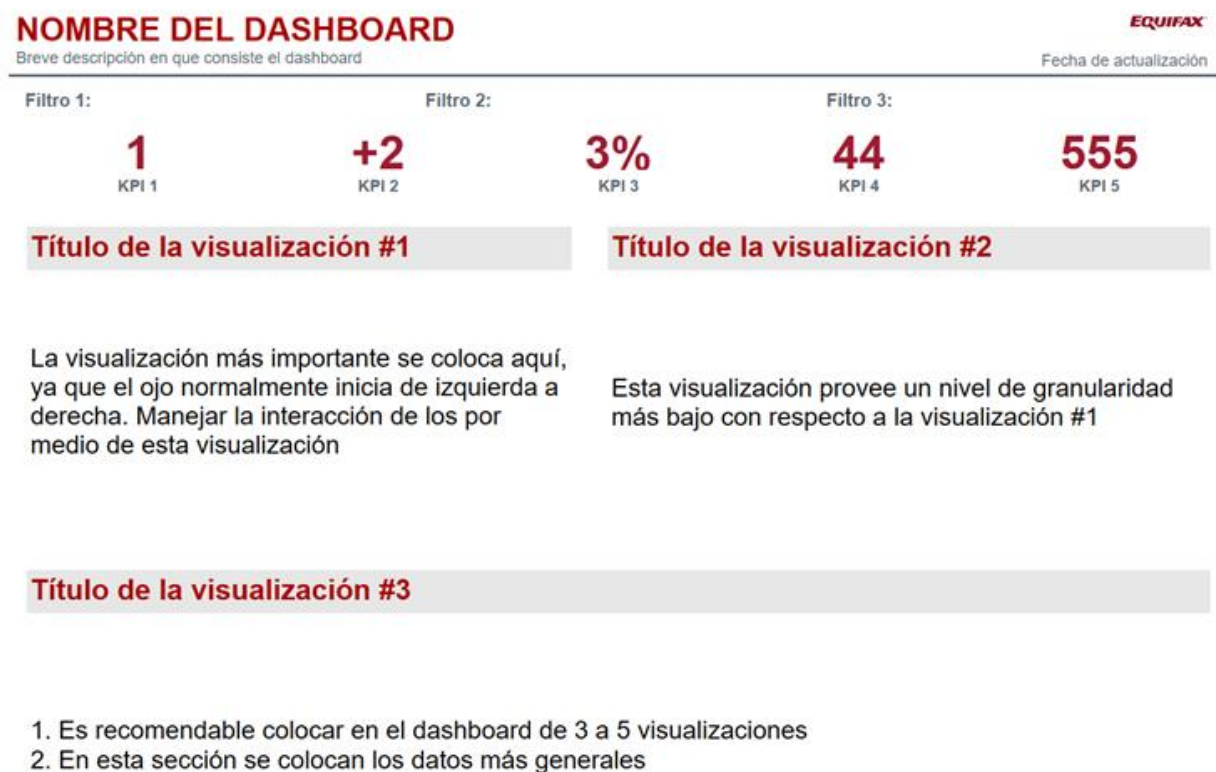 NOMBRE DEL DASHBOARD
EQUIFAX
Breve descripción en que consiste el dashboard
Fecha de actualización
Filtro 1:
Filtro 2:
Filtro 3:
1
+2
3%
44
555
KPI 1
KPI 2
KPI 3
KPI 4
KPI 5
Título de la visualización #1
Título de la visualización #2
La visualización más importante se coloca aquí,
ya que el ojo normalmente inicia de izquierda a
derecha. Manejar la interacción de los por
medio de esta visualización
Esta visualización provee un nivel de granularidad
más bajo con respecto a la visualización #1
Título de la visualización #3
1. Es recomendable colocar en el dashboard de 3 a 5 visualizaciones
2. En esta sección se colocan los datos más generales